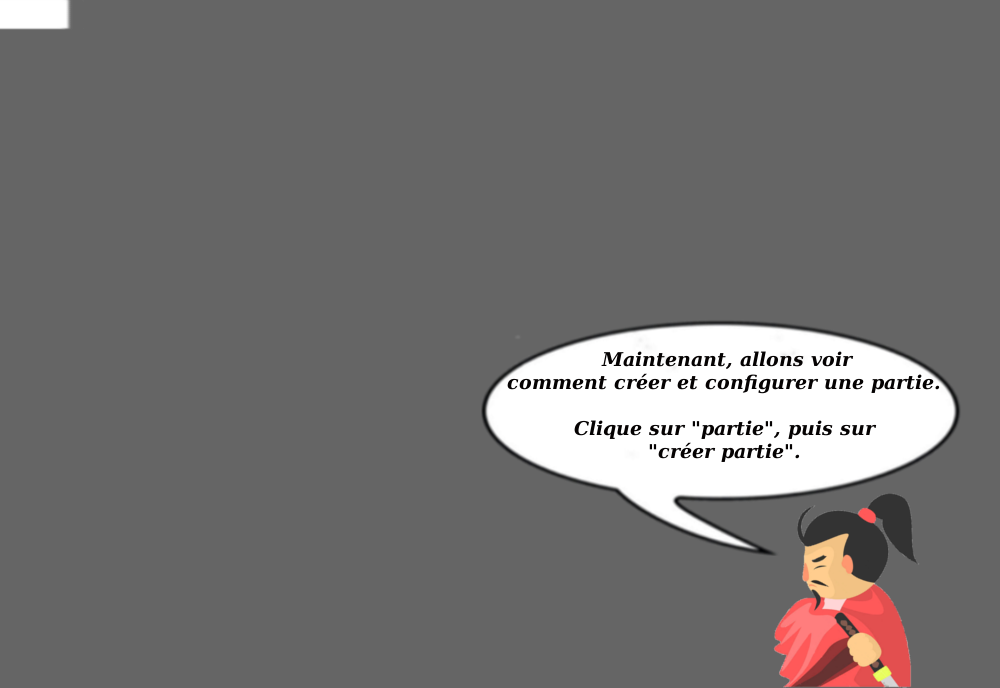 Maintenant, allons voir
comment créer et configurer une partie.
Clique sur "partie", puis sur
"créer partie".